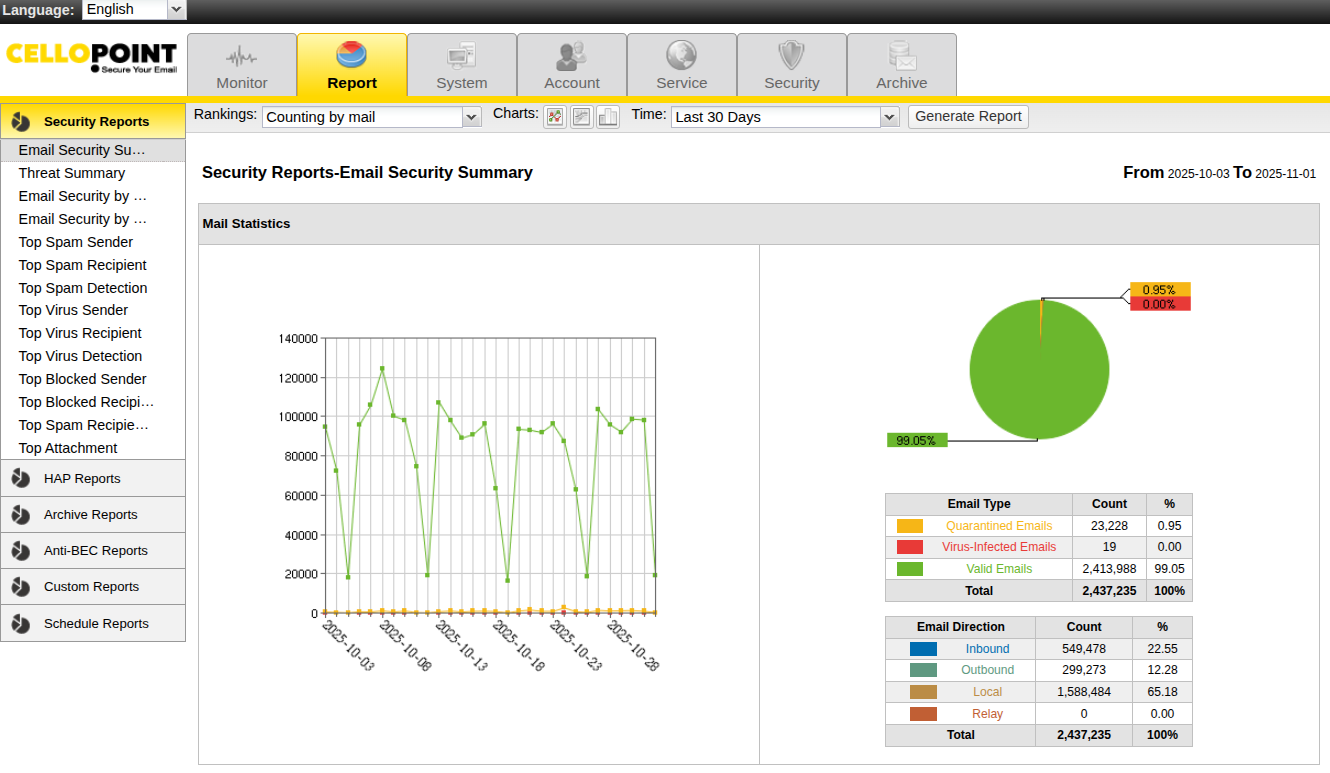 Language: English
CELLOPOINT
Secure Your Email
Monitor Report System Account Service Security Archive
Rankings: Counting by mail Charts: Time: Last 30 Days Generate Report
Security Reports
Email Security Su…
Threat Summary
Email Security by …
Email Security by …
Top Spam Sender
Top Spam Recipient
Top Spam Detection
Top Virus Sender
Top Virus Recipient
Top Virus Detection
Top Blocked Sender
Top Blocked Recipi…
Top Spam Recipie…
Top Attachment
HAP Reports
Archive Reports
Anti-BEC Reports
Custom Reports
Schedule Reports
Security Reports-Email Security Summary
From 2025-10-03 To 2025-11-01
Mail Statistics
140000
120000
100000
80000
60000
40000
20000
0
2025-10-03 2025-10-08 2025-10-13 2025-10-18 2025-10-23 2025-10-28
0.95%
0.00%
99.05%
Email Type Count %
Quarantined Emails 23,228 0.95
Virus-Infected Emails 19 0.00
Valid Emails 2,413,988 99.05
Total 2,437,235 100%
Email Direction Count %
Inbound 549,478 22.55
Outbound 299,273 12.28
Local 1,588,484 65.18
Relay 0 0.00
Total 2,437,235 100%